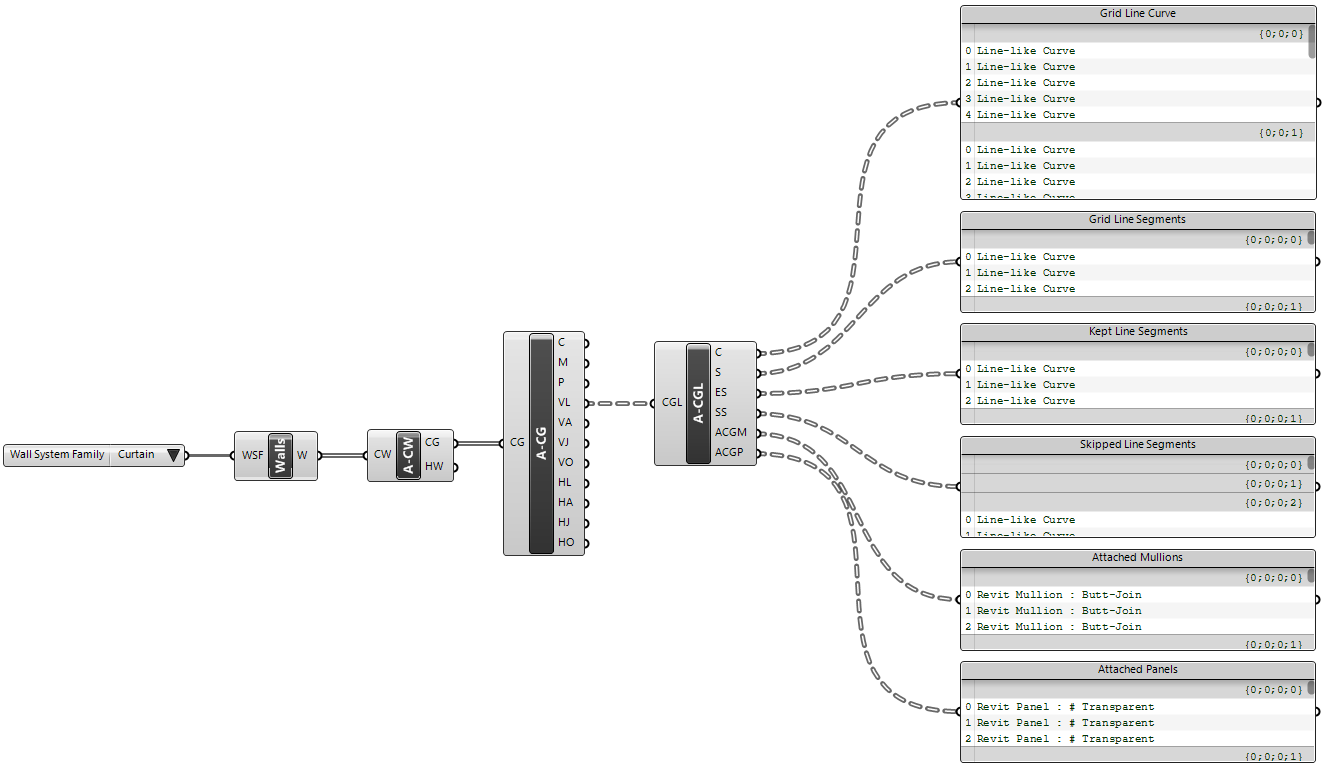 Wall System Family Curtain
WSF Walls W
CW A-CW CG
HW
CG A-CG C
M
P
VL
VA
VJ
VO
HL
HA
HJ
HO
CGL A-CGL C
S
ES
SS
ACGM
ACGP
Grid Line Curve
{0;0;0}
0 Line-like Curve
1 Line-like Curve
2 Line-like Curve
3 Line-like Curve
4 Line-like Curve
{0;0;1}
0 Line-like Curve
1 Line-like Curve
2 Line-like Curve
3 Line-like Curve
Grid Line Segments
{0;0;0;0}
0 Line-like Curve
1 Line-like Curve
2 Line-like Curve
{0;0;0;1}
Kept Line Segments
{0;0;0;0}
0 Line-like Curve
1 Line-like Curve
2 Line-like Curve
{0;0;0;1}
Skipped Line Segments
{0;0;0;0}
{0;0;0;1}
{0;0;0;2}
0 Line-like Curve
1 Line-like Curve
Attached Mullions
{0;0;0;0}
0 Revit Mullion : Butt-Join
1 Revit Mullion : Butt-Join
2 Revit Mullion : Butt-Join
{0;0;0;1}
Attached Panels
{0;0;0;0}
0 Revit Panel : # Transparent
1 Revit Panel : # Transparent
2 Revit Panel : # Transparent
{0;0;0;1}